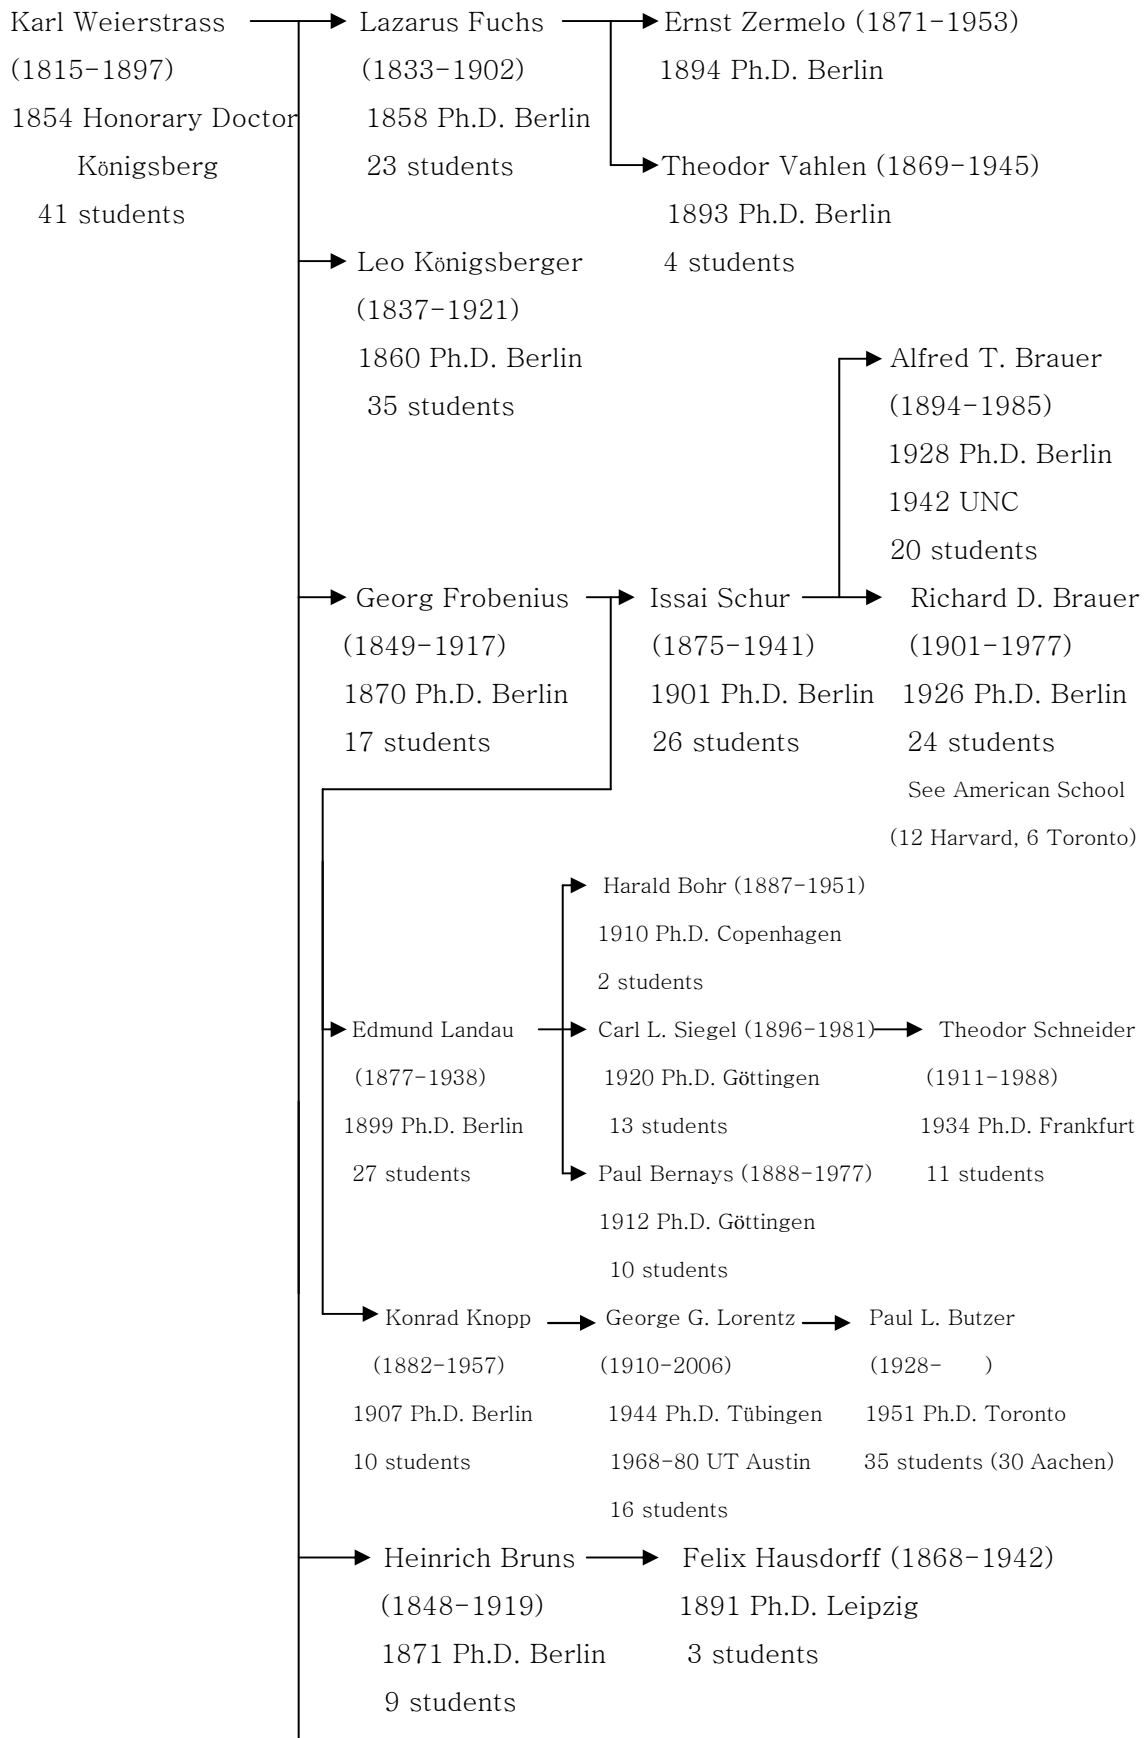 Karl Weierstrass
(1815-1897)
1854 Honorary Doctor
Königsberg
41 students
Lazarus Fuchs
(1833-1902)
1858 Ph.D. Berlin
23 students
Ernst Zermelo (1871-1953)
1894 Ph.D. Berlin
Theodor Vahlen (1869-1945)
1893 Ph.D. Berlin
4 students
Leo Königsberger
(1837-1921)
1860 Ph.D. Berlin
35 students
Alfred T. Brauer
(1894-1985)
1928 Ph.D. Berlin
1942 UNC
20 students
Georg Frobenius
(1849-1917)
1870 Ph.D. Berlin
17 students
Issai Schur
(1875-1941)
1901 Ph.D. Berlin
26 students
Richard D. Brauer
(1901-1977)
1926 Ph.D. Berlin
24 students
See American School
(12 Harvard, 6 Toronto)
Harald Bohr (1887-1951)
1910 Ph.D. Copenhagen
2 students
Edmund Landau
(1877-1938)
1899 Ph.D. Berlin
27 students
Carl L. Siegel (1896-1981)
1920 Ph.D. Göttingen
13 students
Theodor Schneider
(1911-1988)
1934 Ph.D. Frankfurt
11 students
Paul Bernays (1888-1977)
1912 Ph.D. Göttingen
10 students
Konrad Knopp
(1882-1957)
1907 Ph.D. Berlin
10 students
George G. Lorentz
(1910-2006)
1944 Ph.D. Tübingen
1968-80 UT Austin
16 students
Paul L. Butzer
(1928- )
1951 Ph.D. Toronto
35 students (30 Aachen)
Heinrich Bruns
(1848-1919)
1871 Ph.D. Berlin
9 students
Felix Hausdorff (1868-1942)
1891 Ph.D. Leipzig
3 students